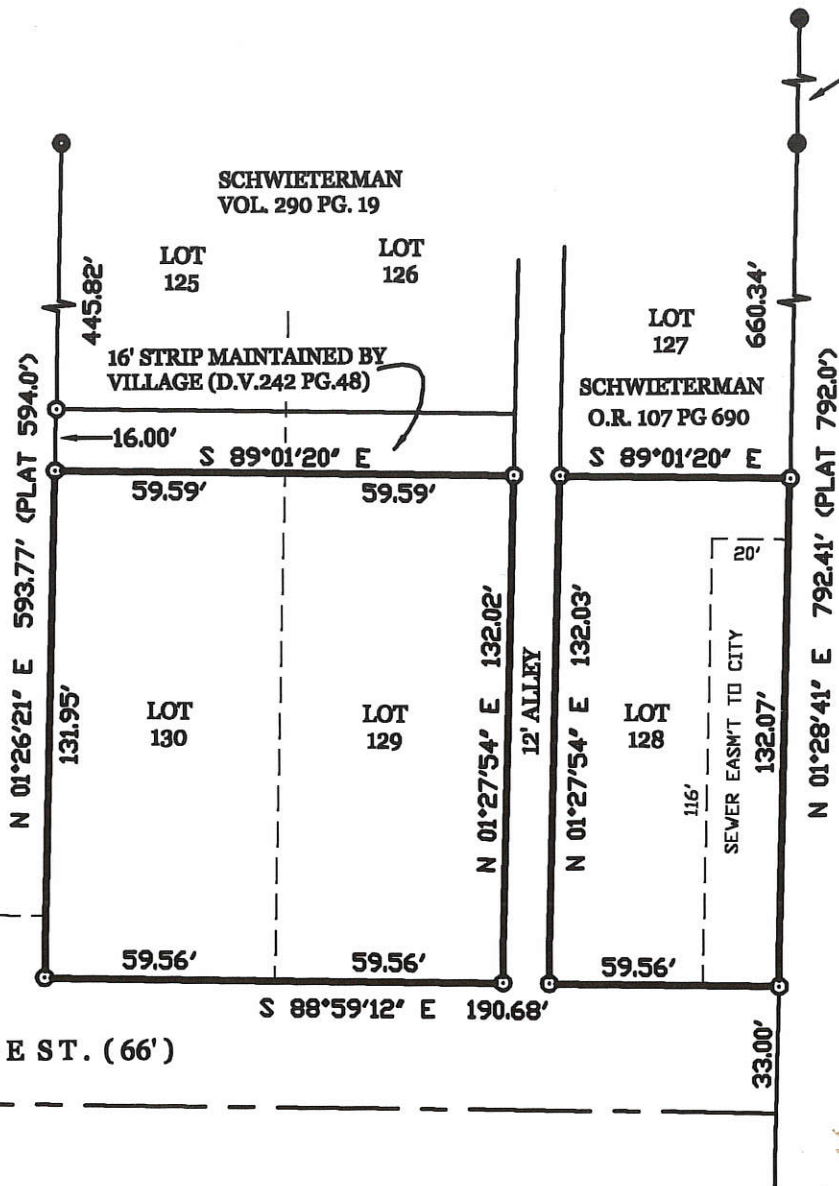 SCHWIETERMAN
VOL. 290 PG. 19
LOT
125
LOT
126
LOT
127
445.82'
660.34'
16' STRIP MAINTAINED BY
VILLAGE (D.V.242 PG.48)
SCHWIETERMAN
O.R. 107 PG 690
16.00'
S 89°01'20" E
S 89°01'20" E
59.59'
59.59'
20'
N 01°26'21" E 593.77' (PLAT 594.0')
131.95'
LOT
130
LOT
129
N 01°27'54" E 132.02'
12' ALLEY
N 01°27'54" E 132.03'
LOT
128
116'
SEWER EASM'T TO CITY
132.07'
N 01°28'41" E 792.41' (PLAT 792.0')
59.56'
59.56'
59.56'
S 88°59'12" E 190.68'
E ST. (66')
33.00'